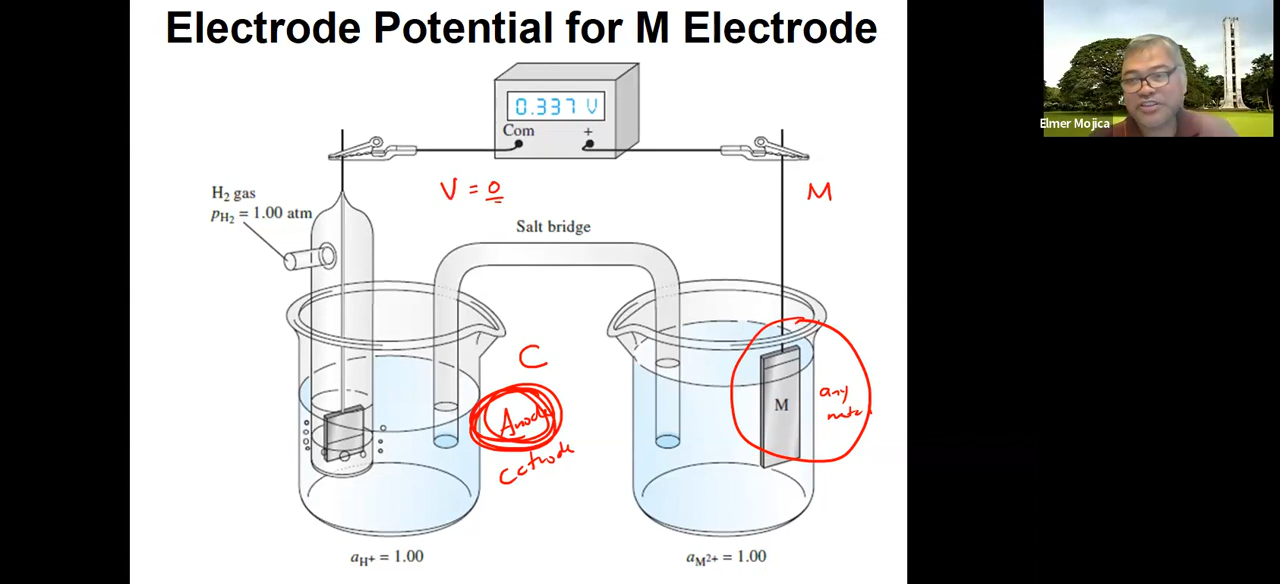 Electrode Potential for M Electrode
0.337 V
Com +
H₂ gas
pH₂ = 1.00 atm
V = 0
M
Salt bridge
C
Anode
Catrode
M
any
aH⁺ = 1.00
aM²⁺ = 1.00
Elmer Mojica